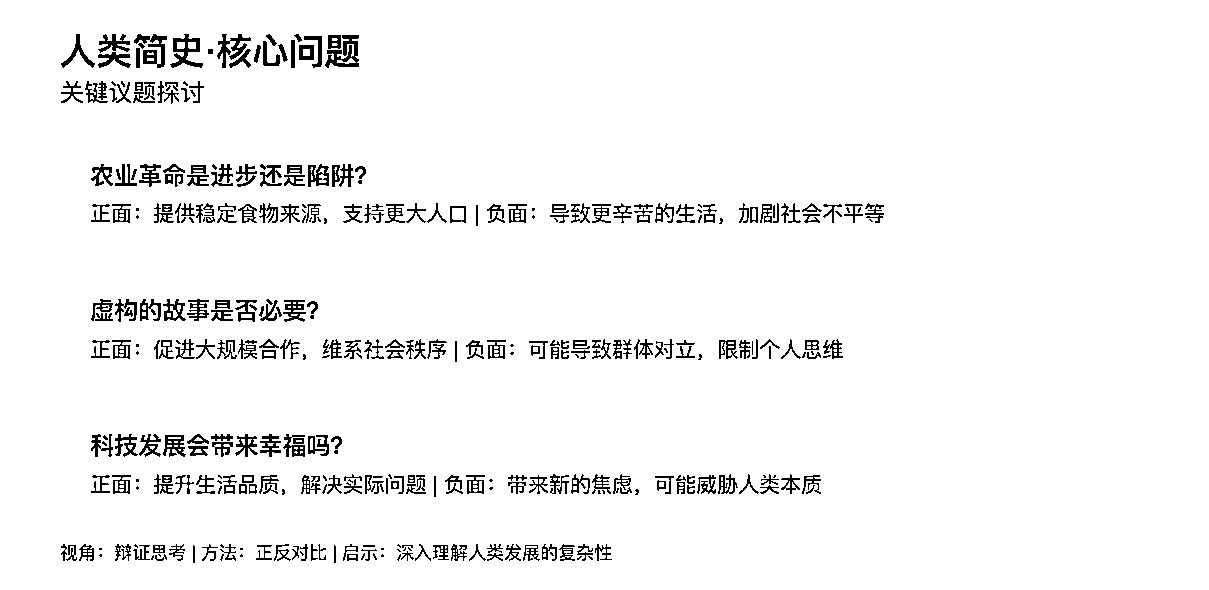 人类简史·核心问题
关键议题探讨
农业革命是进步还是陷阱?
正面：提供稳定食物来源，支持更大人口 | 负面：导致更辛苦的生活，加剧社会不平等
虚构的故事是否必要?
正面：促进大规模合作，维系社会秩序 | 负面：可能导致群体对立，限制个人思维
科技发展会带来幸福吗?
正面：提升生活品质，解决实际问题 | 负面：带来新的焦虑，可能威胁人类本质
视角：辩证思考 | 方法：正反对比 | 启示：深入理解人类发展的复杂性